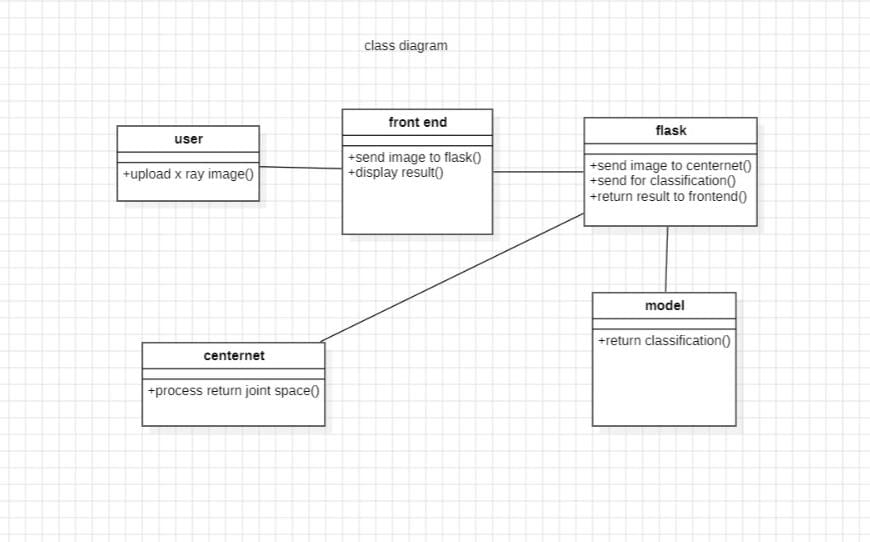 class diagram
user
+upload x ray image()
front end
+send image to flask()
+display result()
flask
+send image to centernet()
+send for classification()
+return result to frontend()
centernet
+process return joint space()
model
+return classification()